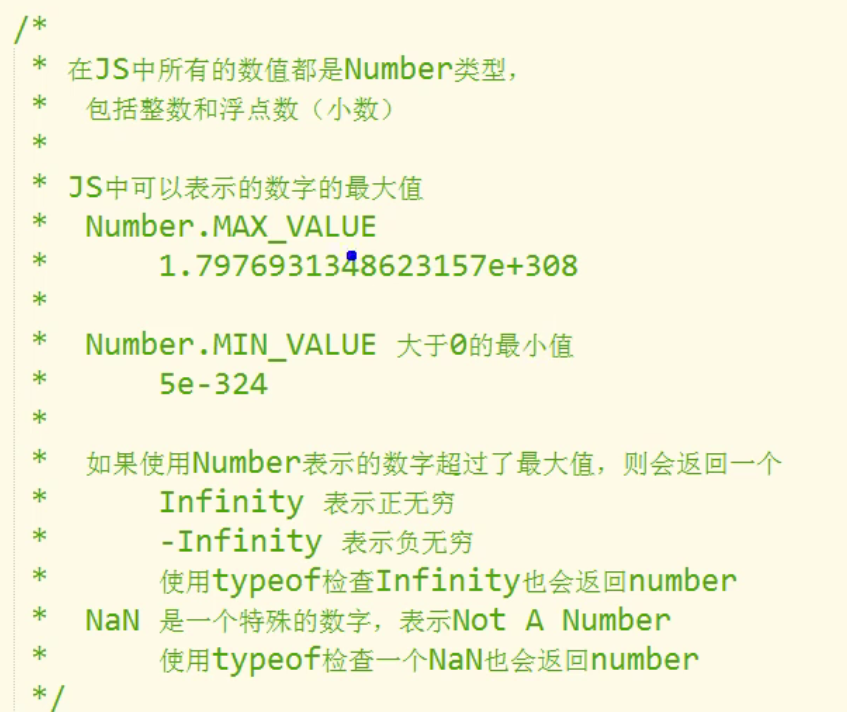 /*
* 在JS中所有的数值都是Number类型，
* 包括整数和浮点数（小数）
*
* JS中可以表示的数字的最大值
* Number.MAX_VALUE
* 1.7976931348623157e+308
*
* Number.MIN_VALUE 大于0的最小值
* 5e-324
*
* 如果使用Number表示的数字超过了最大值，则会返回一个
* Infinity 表示正无穷
* -Infinity 表示负无穷
* 使用typeof检查Infinity也会返回number
* NaN 是一个特殊的数字，表示Not A Number
* 使用typeof检查一个NaN也会返回number
*/